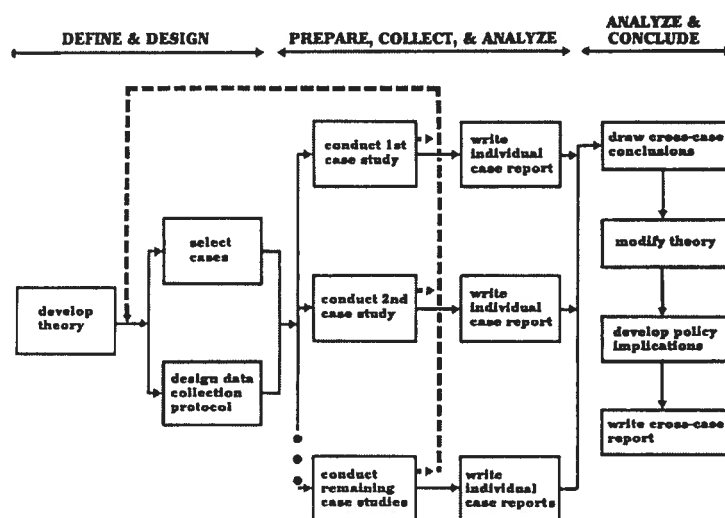 DEFINE & DESIGN
PREPARE, COLLECT, & ANALYZE
ANALYZE &
CONCLUDE
conduct 1st
case study
write
individual
case report
draw cross-case
conclusions
select
cases
modify theory
develop
theory
conduct 2nd
case study
write
individual
case report
develop policy
implications
design data
collection
protocol
write cross-case
report
conduct
remaining
case studies
write
individual
case reports